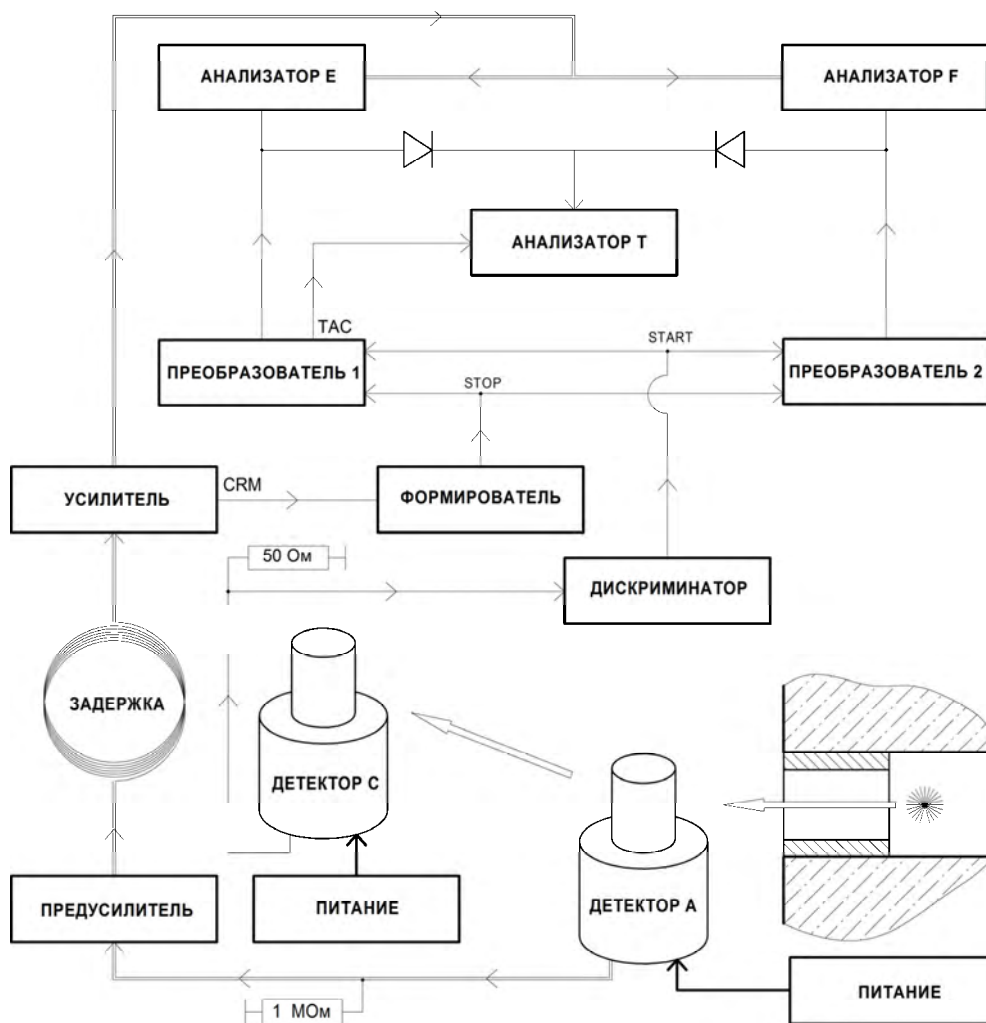 АНАЛИЗАТОР E
АНАЛИЗАТОР F
АНАЛИЗАТОР T
TAC
START
ПРЕОБРАЗОВАТЕЛЬ 1
ПРЕОБРАЗОВАТЕЛЬ 2
STOP
УСИЛИТЕЛЬ
CRM
ФОРМИРОВАТЕЛЬ
50 Ом
ДИСКРИМИНАТОР
ЗАДЕРЖКА
ДЕТЕКТОР C
ДЕТЕКТОР A
ПРЕДУСИЛИТЕЛЬ
ПИТАНИЕ
ПИТАНИЕ
1 МОм